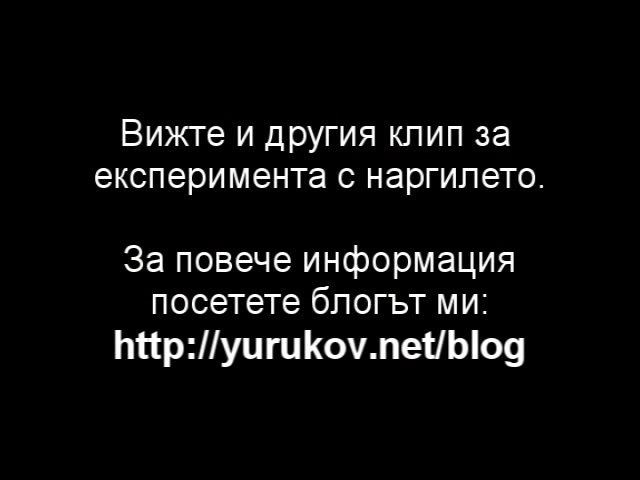 Вижте и другия клип за
експеримента с наргилето.
За повече информация
посетете блогът ми:
http://yurukov.net/blog